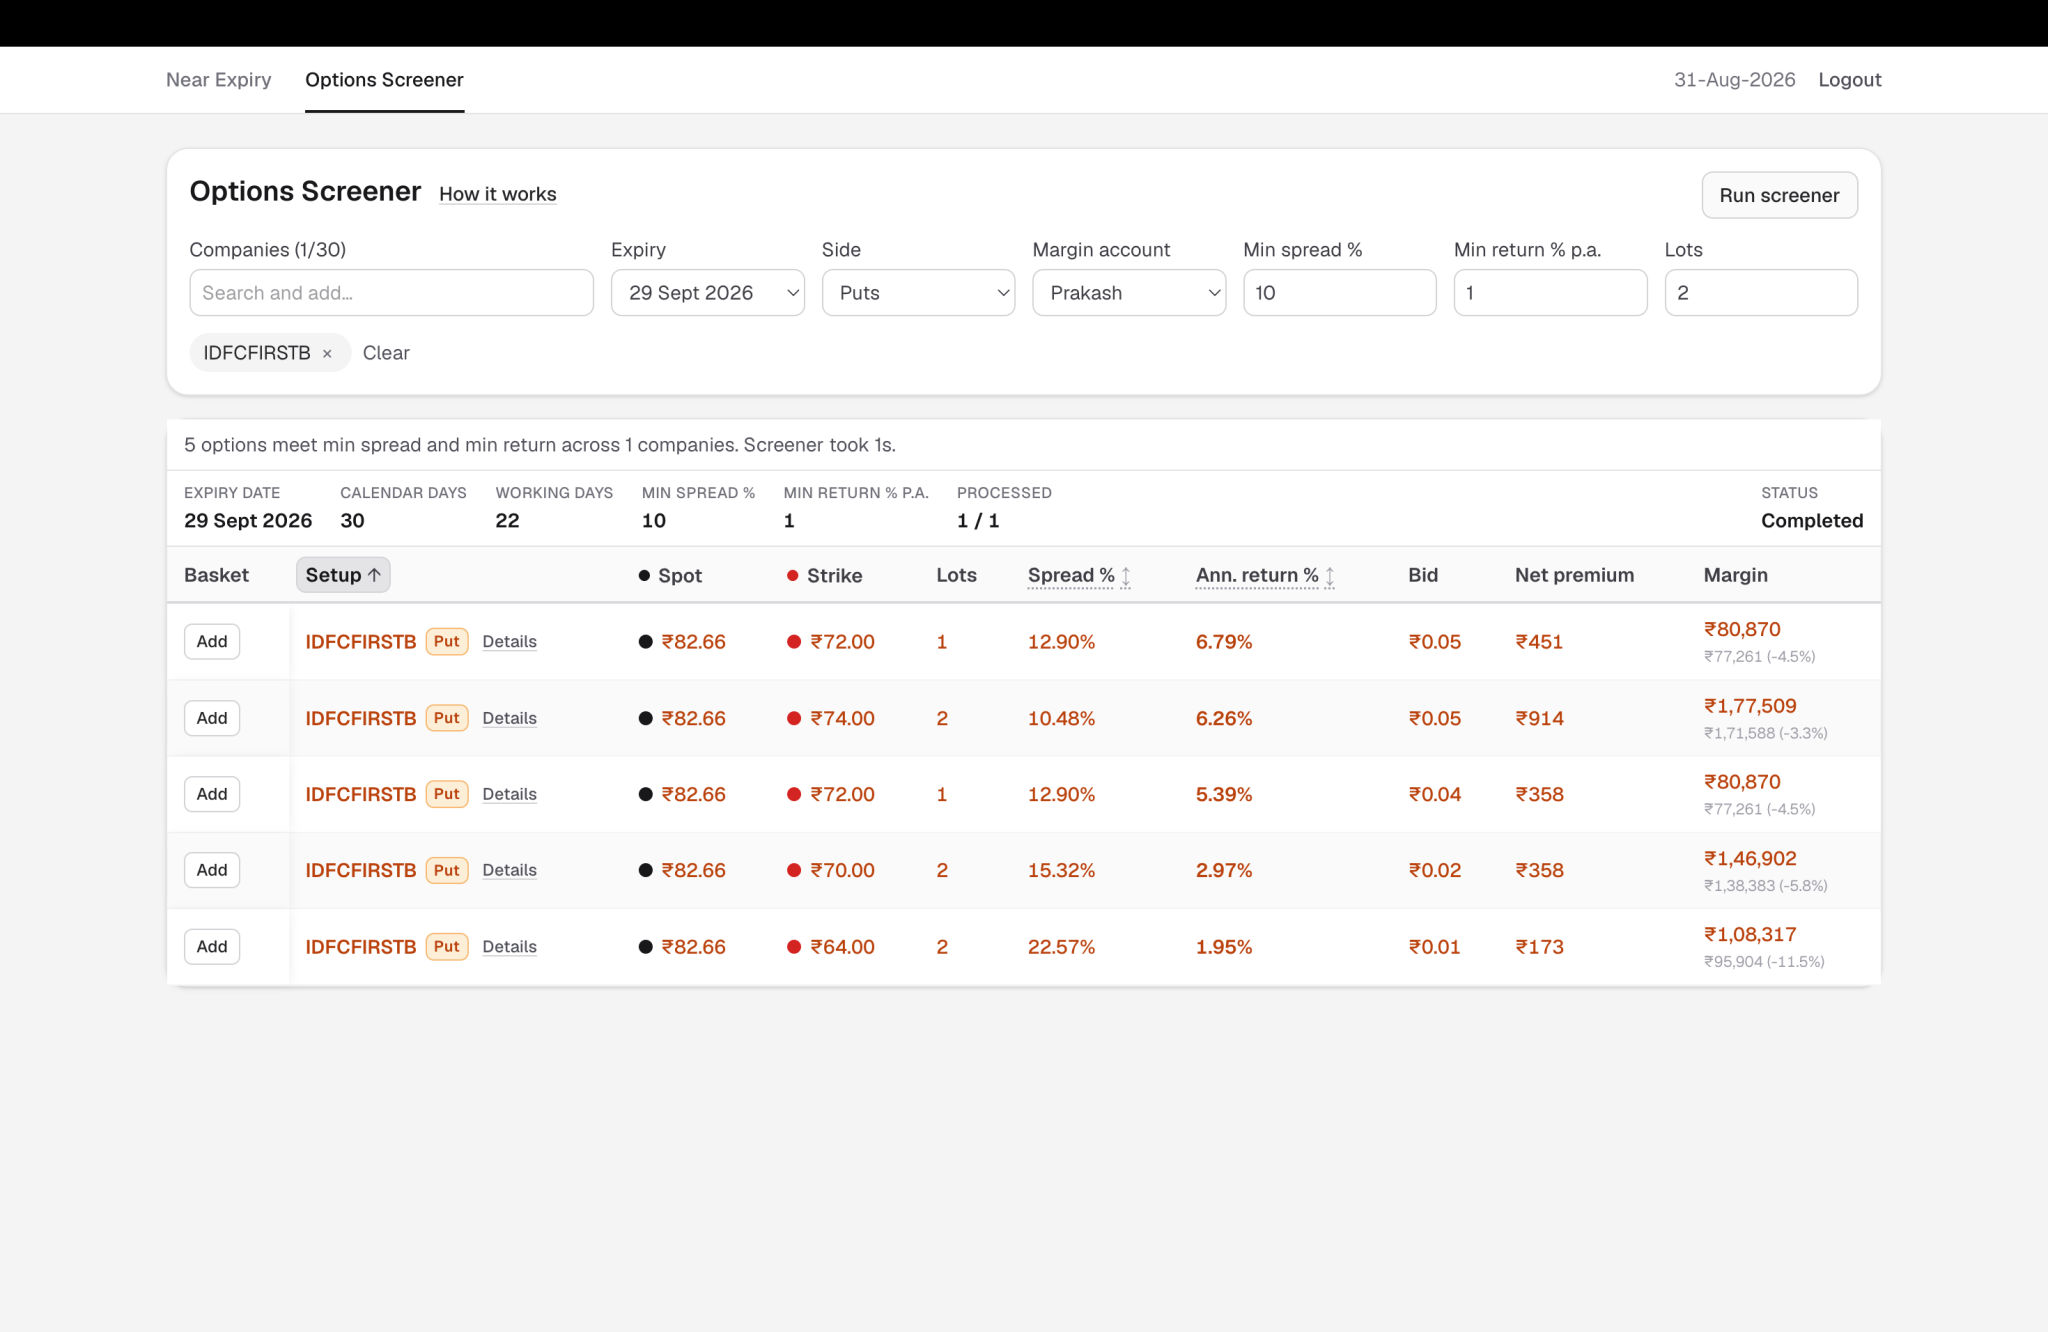 Near Expiry Options Screener 31-Aug-2026 Logout
Options Screener How it works Run screener
Companies (1/30) Expiry Side Margin account Min spread % Min return % p.a. Lots
Search and add... 29 Sept 2026 Puts Prakash 10 1 2
IDFCFIRSTB × Clear
5 options meet min spread and min return across 1 companies. Screener took 1s.
EXPIRY DATE CALENDAR DAYS WORKING DAYS MIN SPREAD % MIN RETURN % P.A. PROCESSED STATUS
29 Sept 2026 30 22 10 1 1 / 1 Completed
Basket Setup ↑ Spot Strike Lots Spread % ↕ Ann. return % ↕ Bid Net premium Margin
Add IDFCFIRSTB Put Details ₹82.66 ₹72.00 1 12.90% 6.79% ₹0.05 ₹451 ₹80,870
₹77,261 (-4.5%)
Add IDFCFIRSTB Put Details ₹82.66 ₹74.00 2 10.48% 6.26% ₹0.05 ₹914 ₹1,77,509
₹1,71,588 (-3.3%)
Add IDFCFIRSTB Put Details ₹82.66 ₹72.00 1 12.90% 5.39% ₹0.04 ₹358 ₹80,870
₹77,261 (-4.5%)
Add IDFCFIRSTB Put Details ₹82.66 ₹70.00 2 15.32% 2.97% ₹0.02 ₹358 ₹1,46,902
₹1,38,383 (-5.8%)
Add IDFCFIRSTB Put Details ₹82.66 ₹64.00 2 22.57% 1.95% ₹0.01 ₹173 ₹1,08,317
₹95,904 (-11.5%)